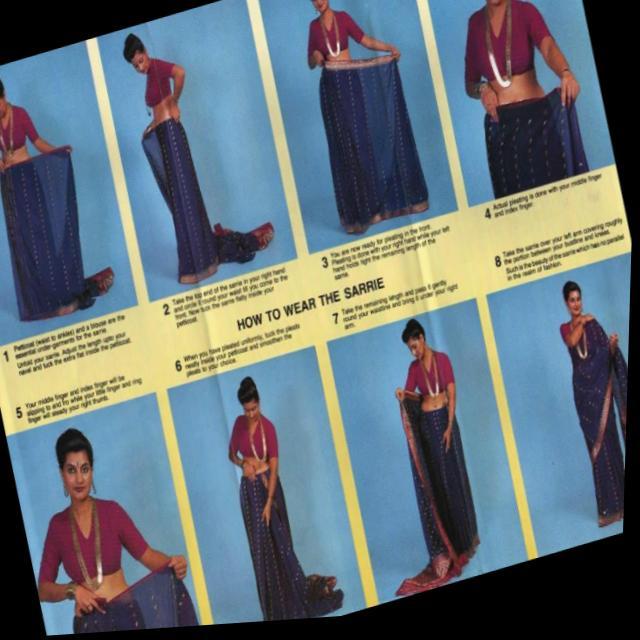 1 Petticoat (waist to ankles) and a blouse are the
essential under-garments for the sarrie.
Unfold your sarrie. Adjust the length upto your
navel and tuck the extra flat inside the petticoat.
2 Take the top end of the sarrie in your right hand
and circle round your waist till you come to the
end. Now tuck the sarrie fully inside your
petticoat.
3 You are now ready for pleating in the front.
Pleating is done with your right hand while your left
hand holds tight the remaining length of the
sarrie.
4 Actual pleating is done with your middle finger
and index finger.
HOW TO WEAR THE SARRIE
5 Your middle finger and index finger will be
slipping to and fro while your little finger and ring
finger will steady your right thumb.
6 When you have pleated uniformly, tuck the pleats
neatly inside your petticoat and smoothen the
pleats to your choice.
7 Take the remaining length and pass it gently
round your waistline and bring it under your right
arm.
8 Take the sarrie over your left arm covering roughly
the portion between your bustline and knees.
Such is the beauty of the sarrie which has no parallel
in the realm of fashion.